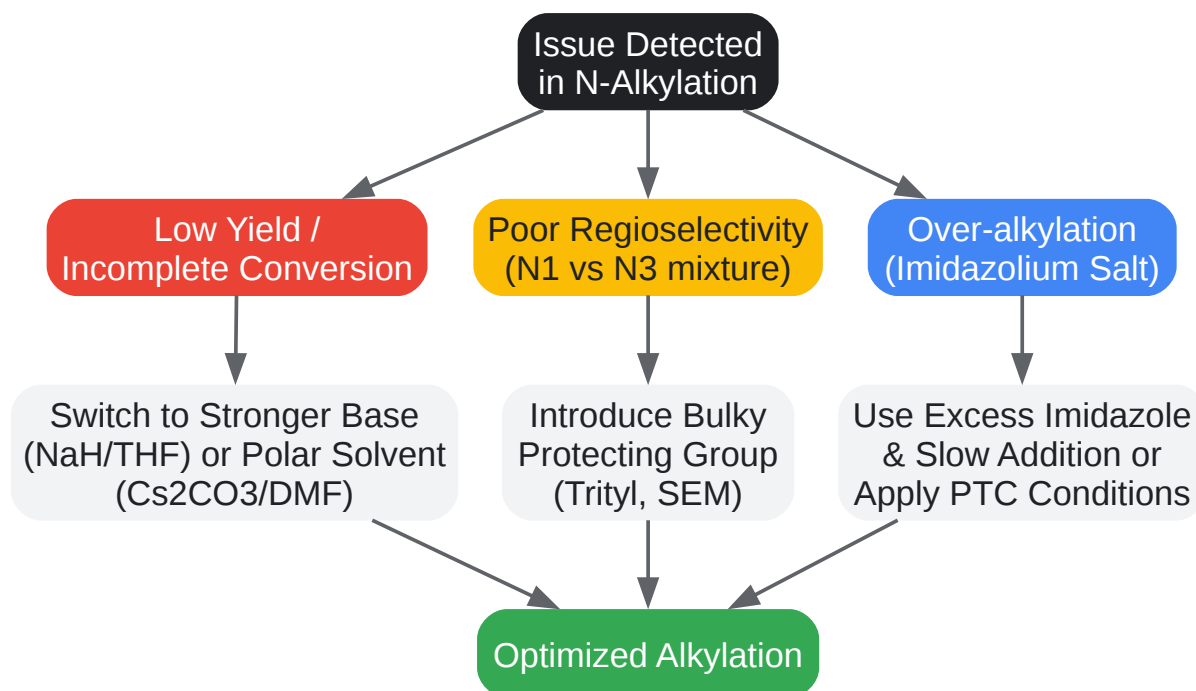 Issue Detected
in N-Alkylation
Low Yield /
Incomplete Conversion
Poor Regioselectivity
(N1 vs N3 mixture)
Over-alkylation
(Imidazolium Salt)
Switch to Stronger Base
(NaH/THF) or Polar Solvent
(Cs2CO3/DMF)
Introduce Bulky
Protecting Group
(Trityl, SEM)
Use Excess Imidazole
& Slow Addition or
Apply PTC Conditions
Optimized Alkylation